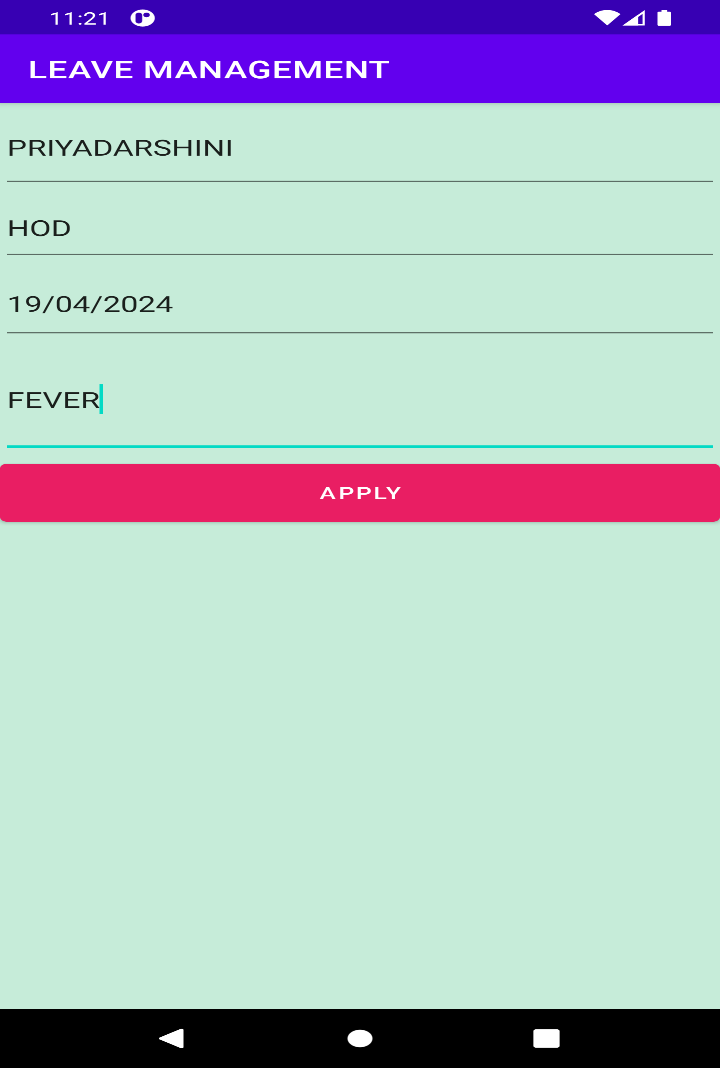 11:21
LEAVE MANAGEMENT
PRIYADARSHINI
HOD
19/04/2024
FEVER
APPLY